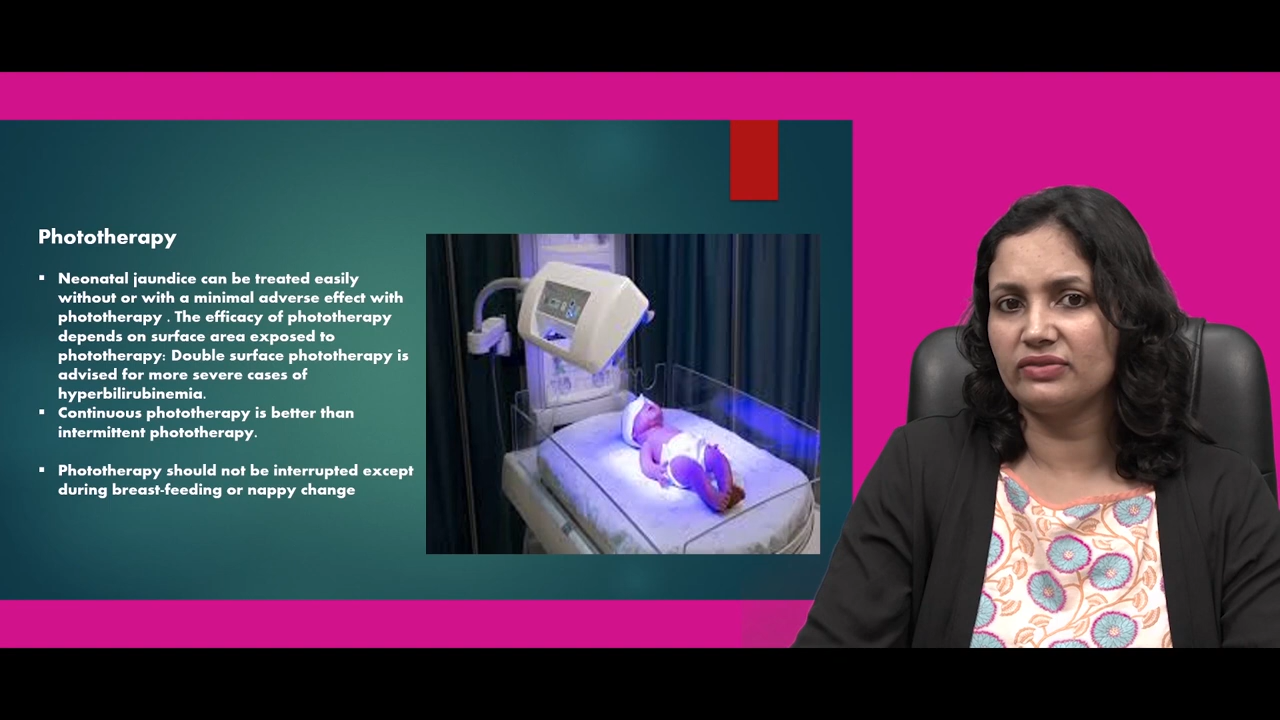 Phototherapy
▪ Neonatal jaundice can be treated easily
without or with a minimal adverse effect with
phototherapy . The efficacy of phototherapy
depends on surface area exposed to
phototherapy: Double surface phototherapy is
advised for more severe cases of
hyperbilirubinemia.
▪ Continuous phototherapy is better than
intermittent phototherapy.
▪ Phototherapy should not be interrupted except
during breast-feeding or nappy change